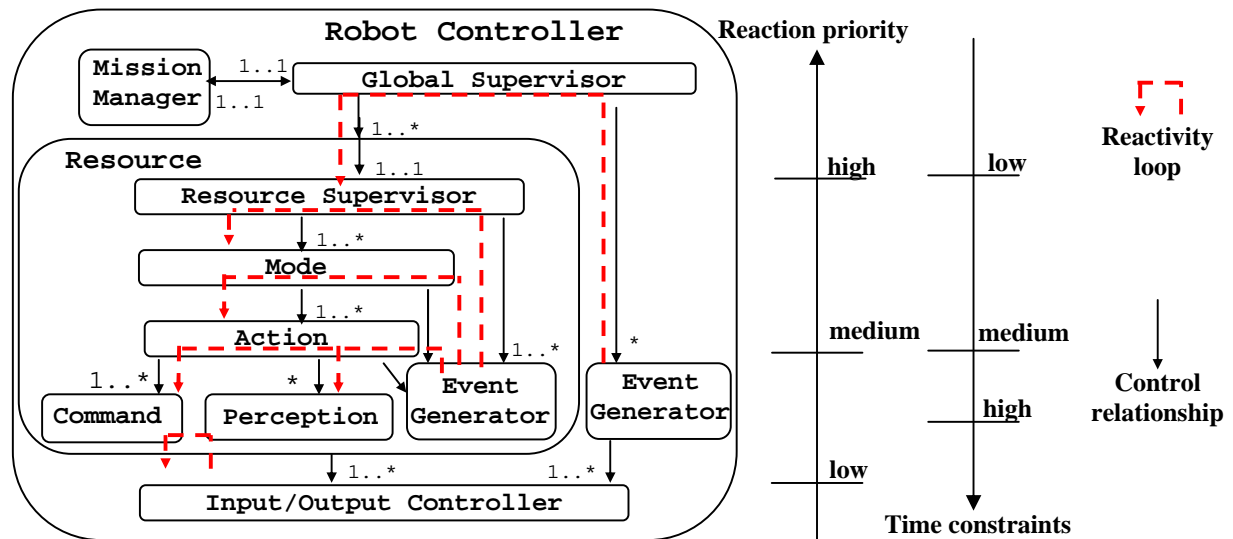 Robot Controller
Mission
Manager
1..1
1..1
Global Supervisor
1..*
Resource
1..1
Resource Supervisor
1..*
Mode
1..*
Action
1..*
*
1..*
*
Command
Perception
Event
Generator
Event
Generator
1..*
1..*
Input/Output Controller
Reaction priority
high
medium
low
low
medium
high
Time constraints
Reactivity
loop
Control
relationship